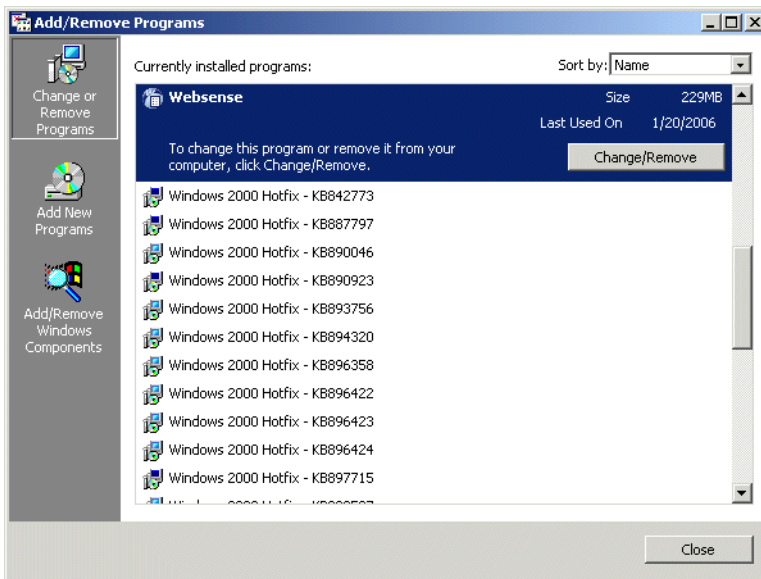 Add/Remove Programs
Change or
Remove
Programs
Add New
Programs
Add/Remove
Windows
Components
Currently installed programs:
Sort by: Name
Websense
Size 229MB
Last Used On 1/20/2006
To change this program or remove it from your
computer, click Change/Remove.
Change/Remove
Windows 2000 Hotfix - KB842773
Windows 2000 Hotfix - KB887797
Windows 2000 Hotfix - KB890046
Windows 2000 Hotfix - KB890923
Windows 2000 Hotfix - KB893756
Windows 2000 Hotfix - KB894320
Windows 2000 Hotfix - KB896358
Windows 2000 Hotfix - KB896422
Windows 2000 Hotfix - KB896423
Windows 2000 Hotfix - KB896424
Windows 2000 Hotfix - KB897715
Close